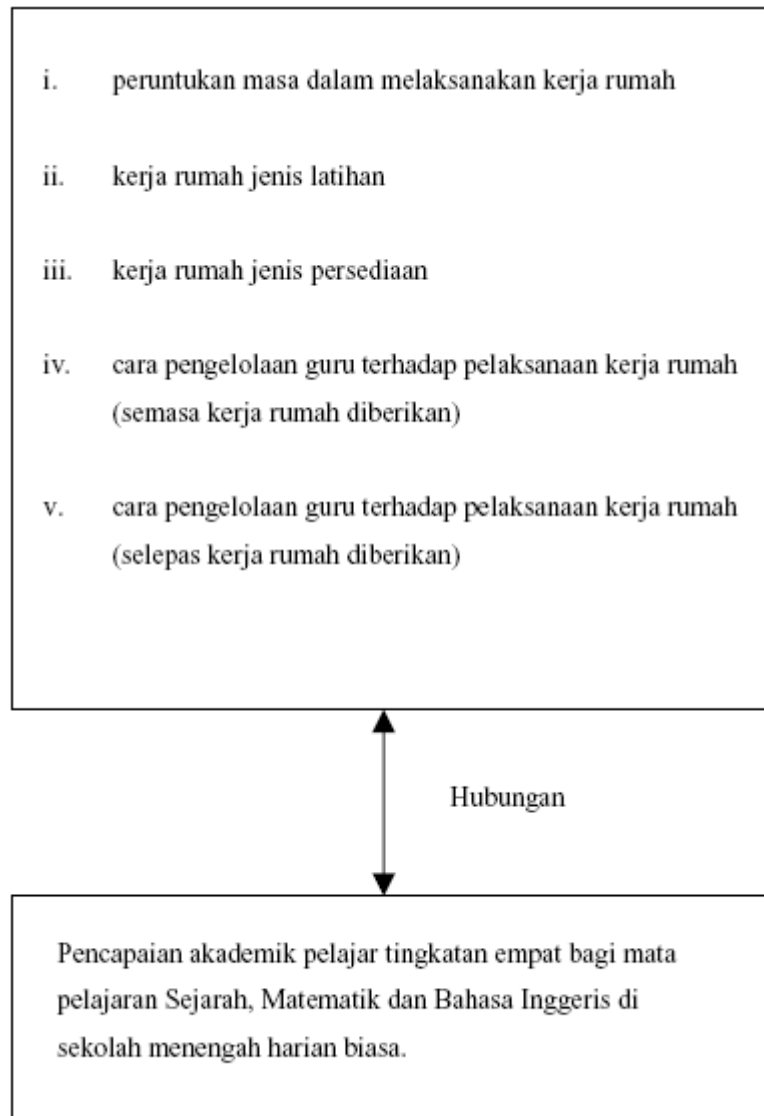 i. peruntukan masa dalam melaksanakan kerja rumah
ii. kerja rumah jenis latihan
iii. kerja rumah jenis persediaan
iv. cara pengelolaan guru terhadap pelaksanaan kerja rumah
(semasa kerja rumah diberikan)
v. cara pengelolaan guru terhadap pelaksanaan kerja rumah
(selepas kerja rumah diberikan)
Hubungan
Pencapaian akademik pelajar tingkatan empat bagi mata
pelajaran Sejarah, Matematik dan Bahasa Inggeris di
sekolah menengah harian biasa.